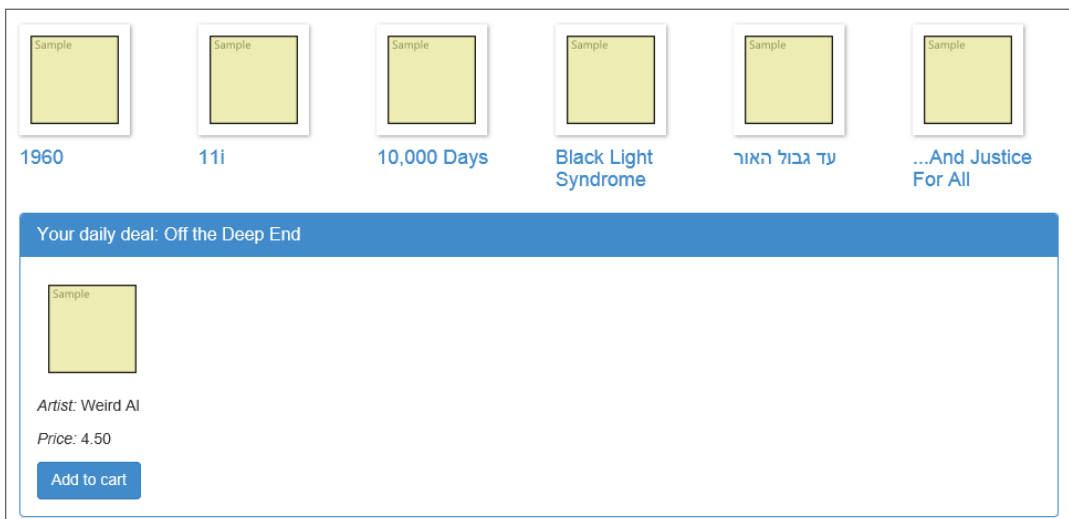 Sample
Sample
Sample
Sample
Sample
Sample
1960
11i
10,000 Days
Black Light
Syndrome
עד גבול האור
...And Justice
For All
Your daily deal: Off the Deep End
Sample
Artist: Weird Al
Price: 4.50
Add to cart